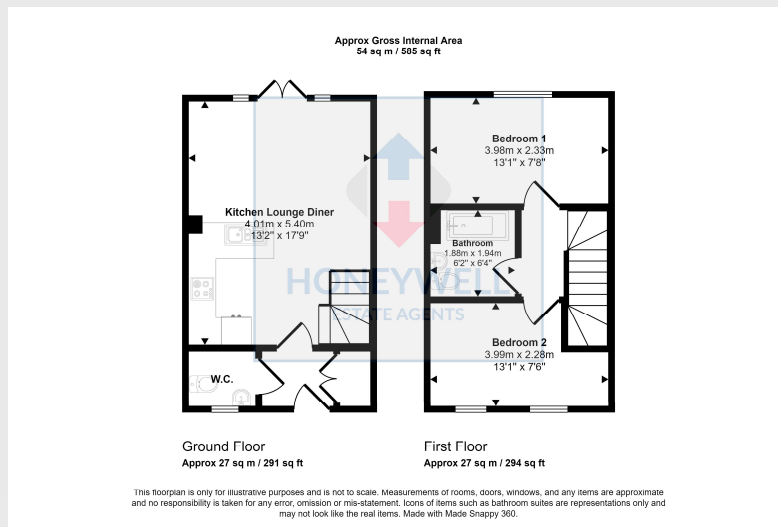 Approx Gross Internal Area
54 sq m / 585 sq ft
Bedroom 1
3.98m x 2.33m
13'1" x 7'8"
Kitchen Lounge Diner
4.01m x 5.40m
13'2" x 17'9"
Bathroom
1.88m x 1.94m
6'2" x 6'4"
HONEYWELL
ESTATE AGENTS
Bedroom 2
3.99m x 2.28m
13'1" x 7'6"
W.C.
Ground Floor
Approx 27 sq m / 291 sq ft
First Floor
Approx 27 sq m / 294 sq ft
This floorplan is only for illustrative purposes and is not to scale. Measurements of rooms, doors, windows, and any items are approximate
and no responsibility is taken for any error, omission or mis-statement. Icons of items such as bathroom suites are representations only and
may not look like the real items. Made with Made Snappy 360.